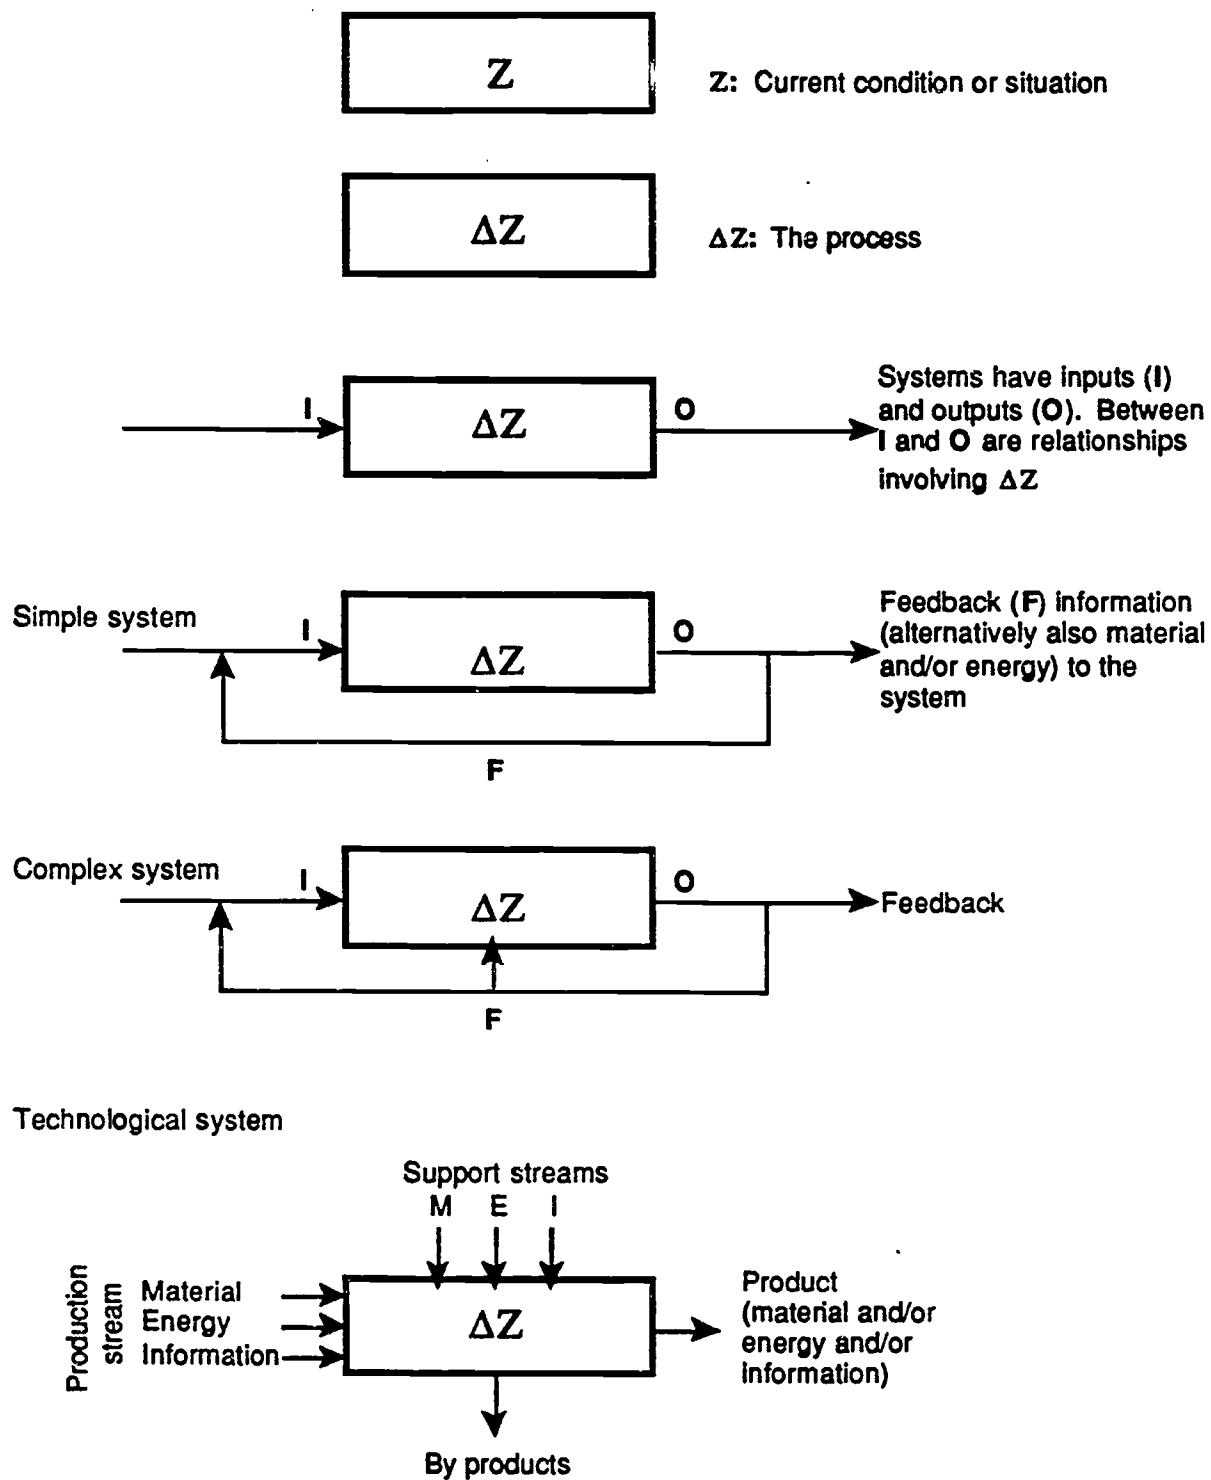 Z
Z: Current condition or situation
ΔZ
ΔZ: The process
I
ΔZ
O
Systems have inputs (I)
and outputs (O). Between
I and O are relationships
involving ΔZ
Simple system
I
ΔZ
O
Feedback (F) information
(alternatively also material
and/or energy) to the
system
F
Complex system
I
ΔZ
O
Feedback
F
Technological system
Support streams
M E I
Production
stream
Material
Energy
Information
ΔZ
Product
(material and/or
energy and/or
information)
By products